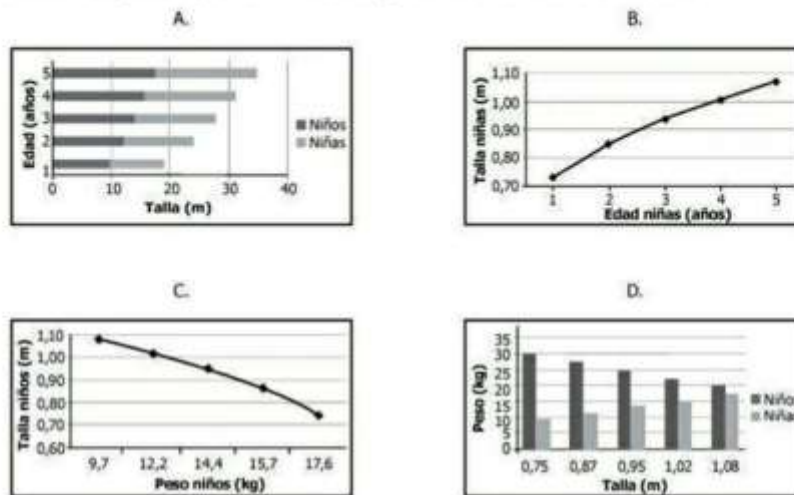 A.
Edad (años)
5
4
3
2
1
0 10 20 30 40
Talla (m)
Niños
Niñas
B.
Talla niñas (m)
1,10
1,00
0,90
0,80
0,70
1 2 3 4 5
Edad niñas (años)
C.
Talla niños (m)
1,10
1,00
0,90
0,80
0,70
0,60
9,7 12,2 14,4 15,7 17,6
Peso niños (kg)
D.
Peso (kg)
30
35
20
25
10
15
5
0
0,75 0,87 0,95 1,02 1,08
Talla (m)
Niños
Niñas